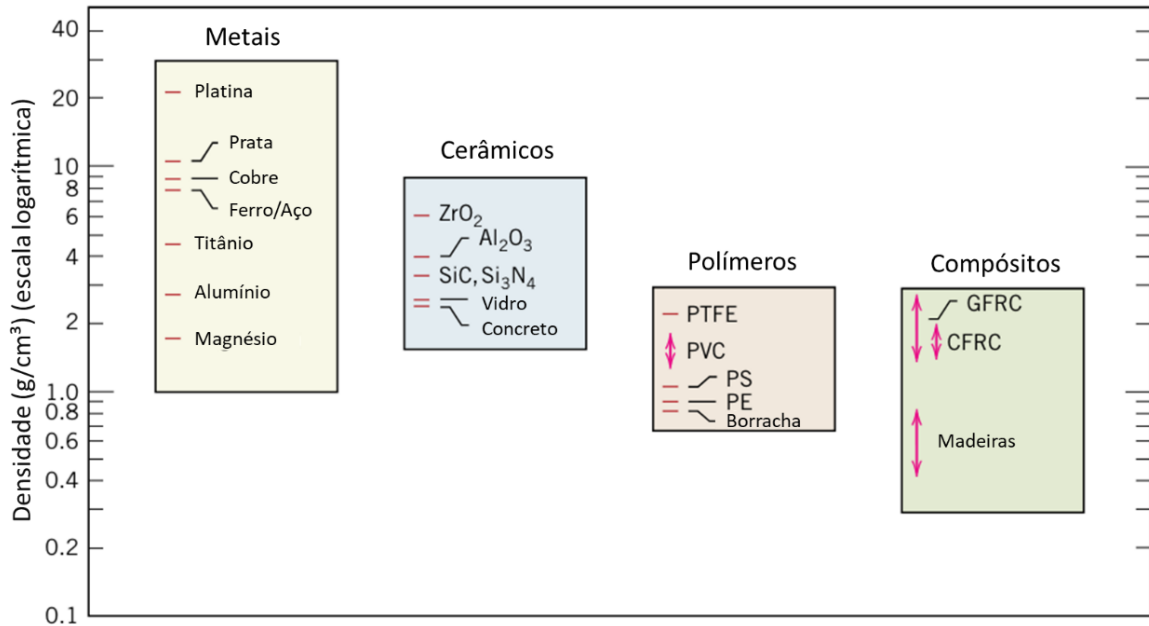 Densidade (g/cm³) (escala logarítmica)
40
20
10
8
6
4
2
1.0
0.8
0.6
0.4
0.2
0.1
Metais
Platina
Prata
Cobre
Ferro/Aço
Titânio
Alumínio
Magnésio
Cerâmicos
ZrO₂
Al₂O₃
SiC, Si₃N₄
Vidro
Concreto
Polímeros
PTFE
PVC
PS
PE
Borracha
Compósitos
GFRC
CFRC
Madeiras